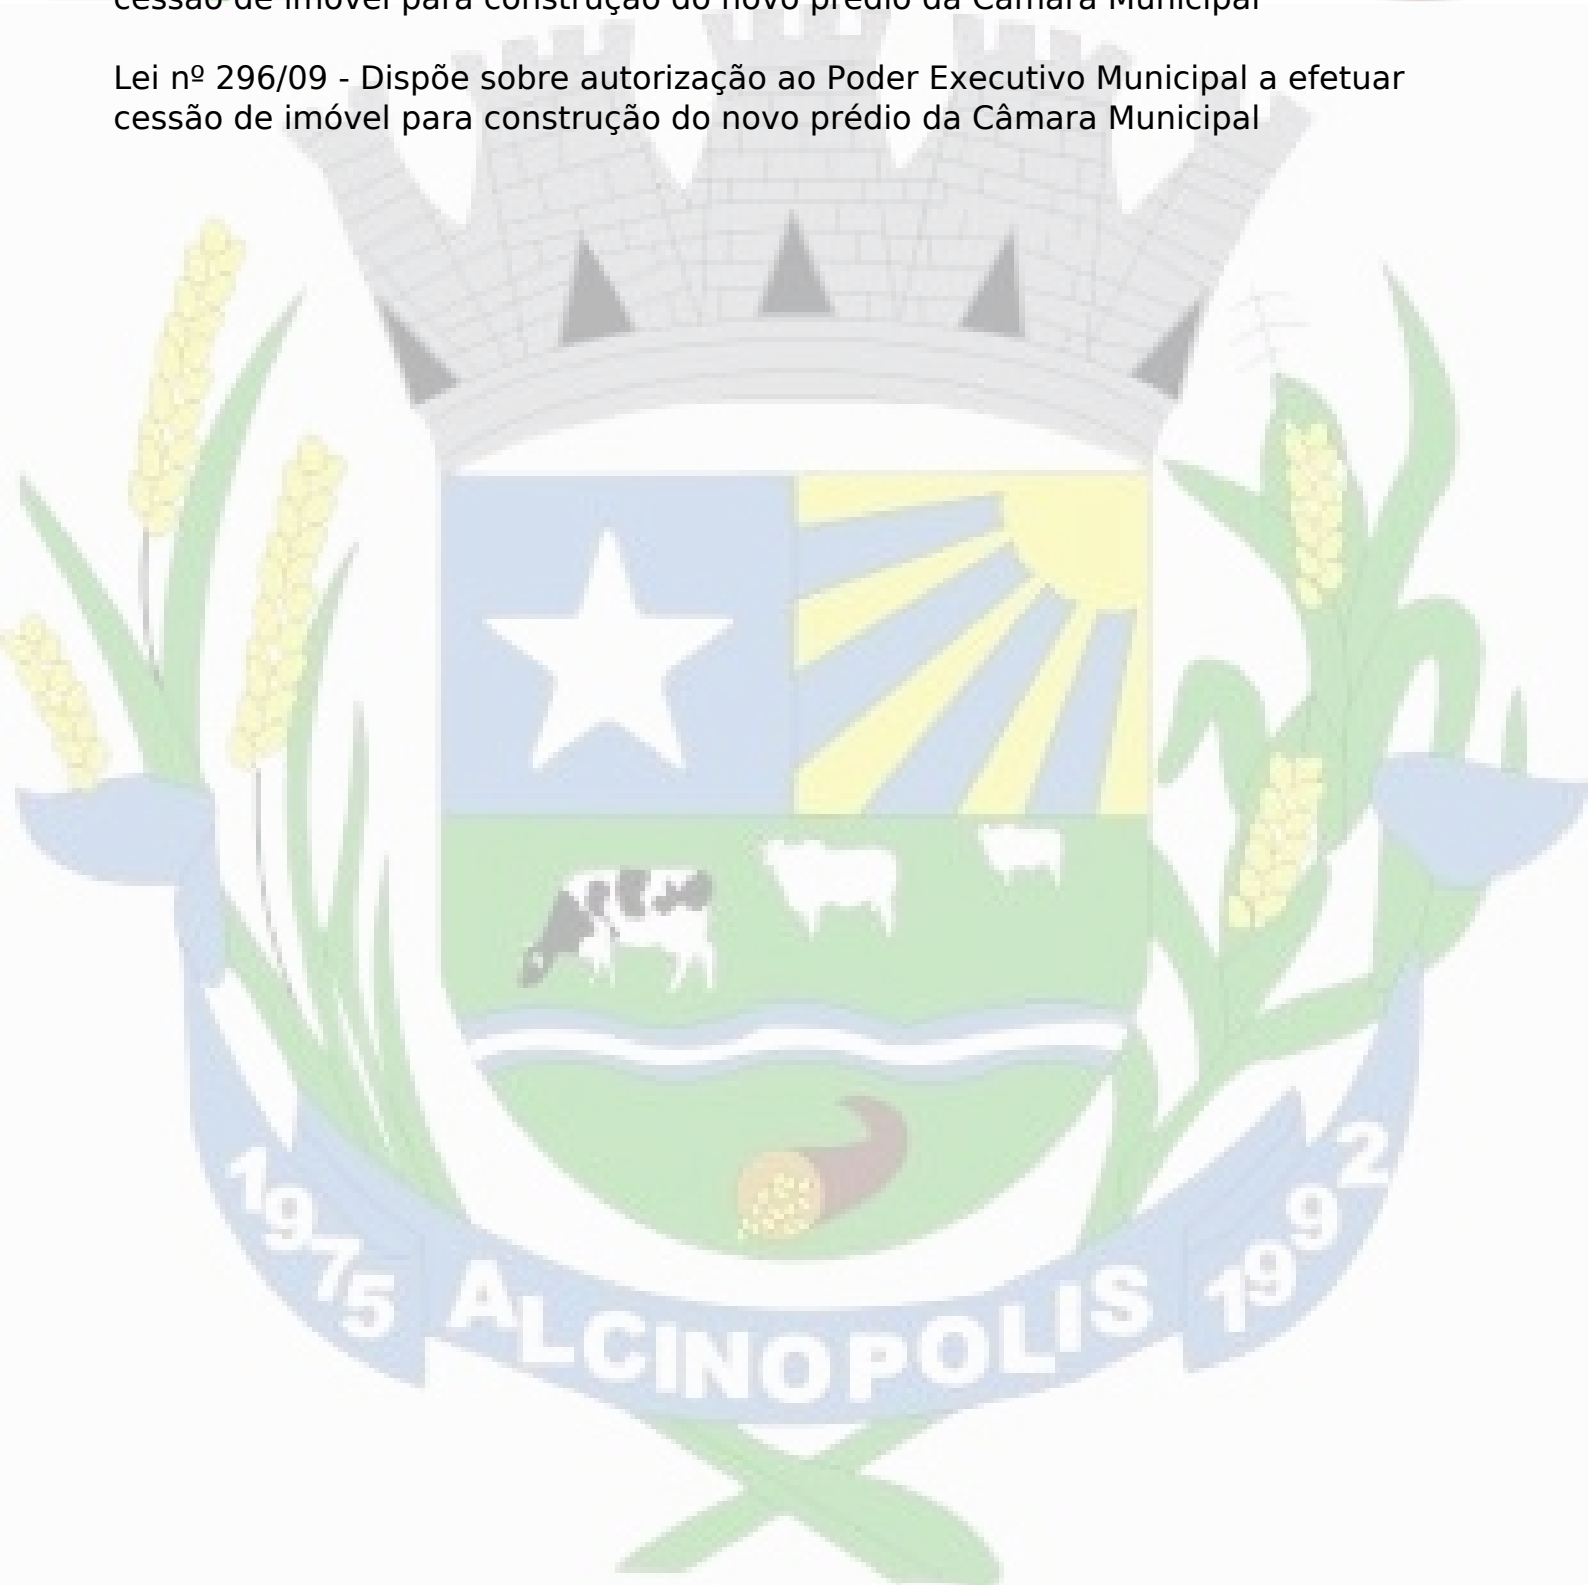 cessão de imóvel para construção do novo prédio da Câmara Municipal
Lei nº 296/09 - Dispõe sobre autorização ao Poder Executivo Municipal a efetuar
cessão de imóvel para construção do novo prédio da Câmara Municipal
1975 ALCINOPOLIS 1992